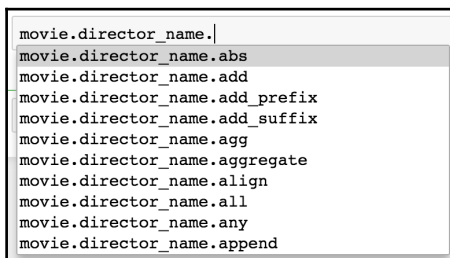 movie.director_name.
movie.director_name.abs
movie.director_name.add
movie.director_name.add_prefix
movie.director_name.add_suffix
movie.director_name.agg
movie.director_name.aggregate
movie.director_name.align
movie.director_name.all
movie.director_name.any
movie.director_name.append